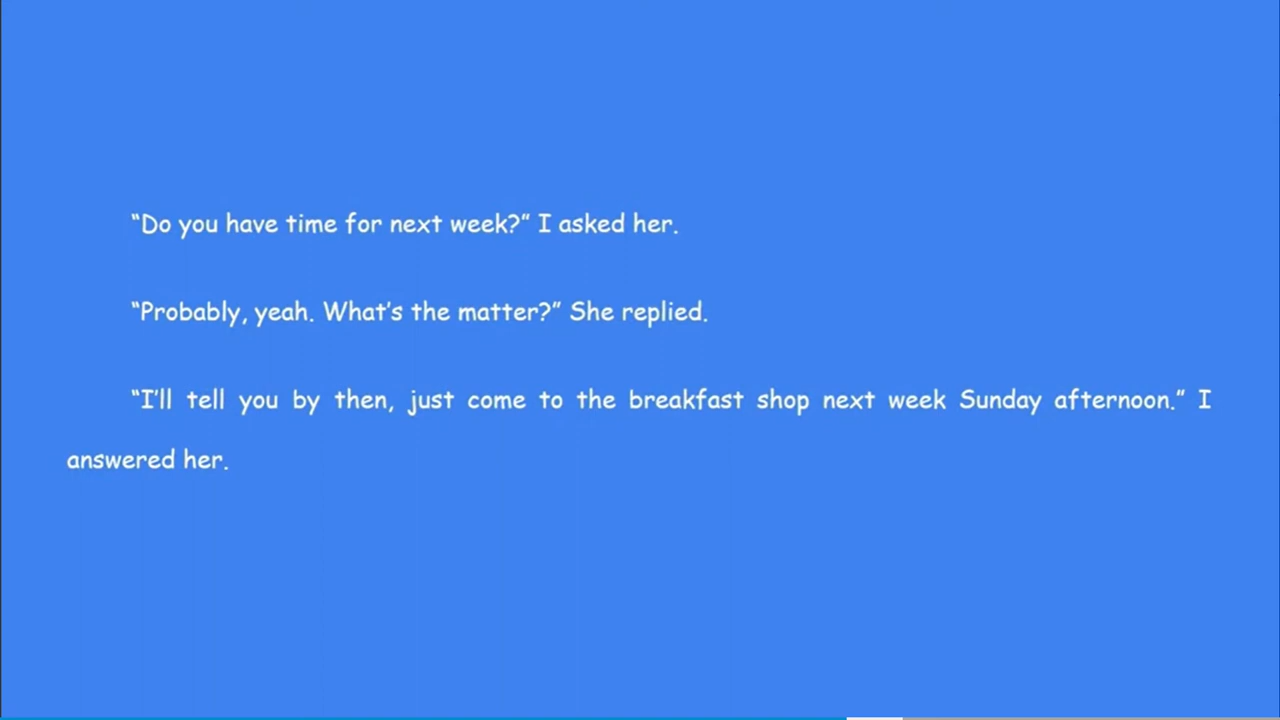 “Do you have time for next week?” I asked her.
“Probably, yeah. What’s the matter?” She replied.
“I’ll tell you by then, just come to the breakfast shop next week Sunday afternoon.” I
answered her.